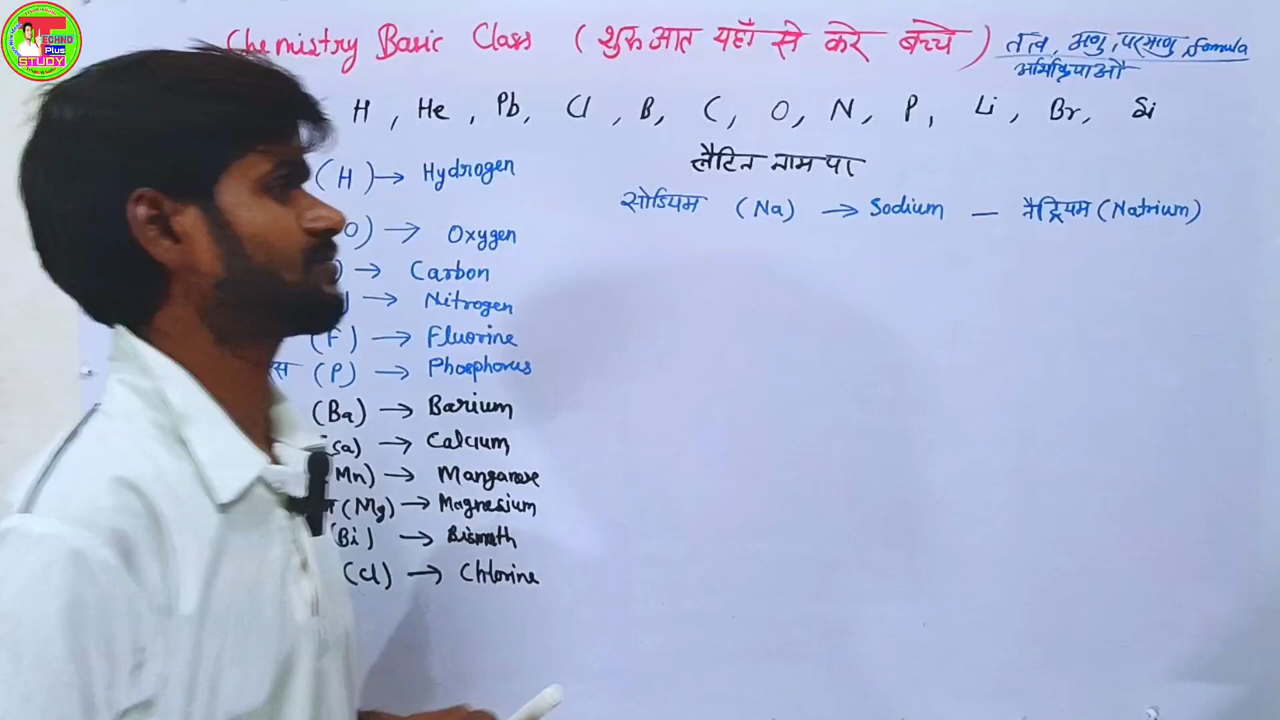 TECHNO
Plus
STUDY
Chemistry Basic Class ( शुरुआत यहाँ से करे बच्चे )
तत्व, अणु, परमाणु, fomula
अभिक्रियाओं
H, He, Pb, Cl, B, C, O, N, P, Li, Br, Si
लैटिन नाम पर
सोडियम (Na) → Sodium — नैट्रियम (Natrium)
(H) → Hydrogen
O) → Oxygen
) → Carbon
) → Nitrogen
(F) → Fluorine
स (P) → Phosphorus
(Ba) → Barium
Ca) → Calcium
Mn) → Manganese
(Mg) → Magnesium
(Bi) → Bismuth
(Cl) → Chlorine